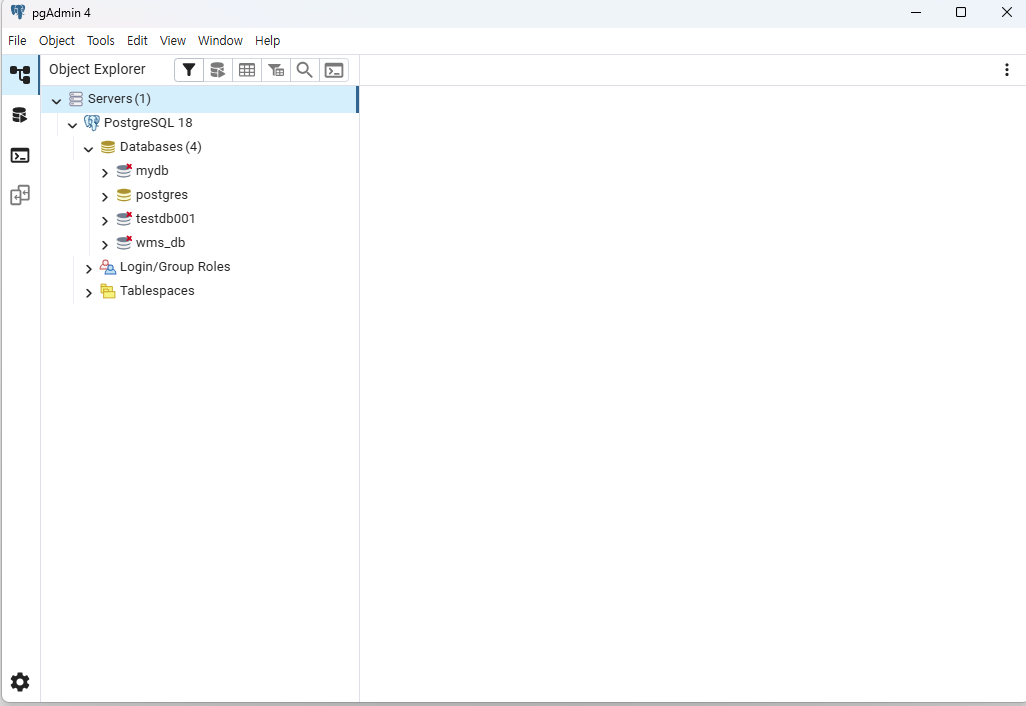 pgAdmin 4
File Object Tools Edit View Window Help
Object Explorer
Servers (1)
PostgreSQL 18
Databases (4)
mydb
postgres
testdb001
wms_db
Login/Group Roles
Tablespaces